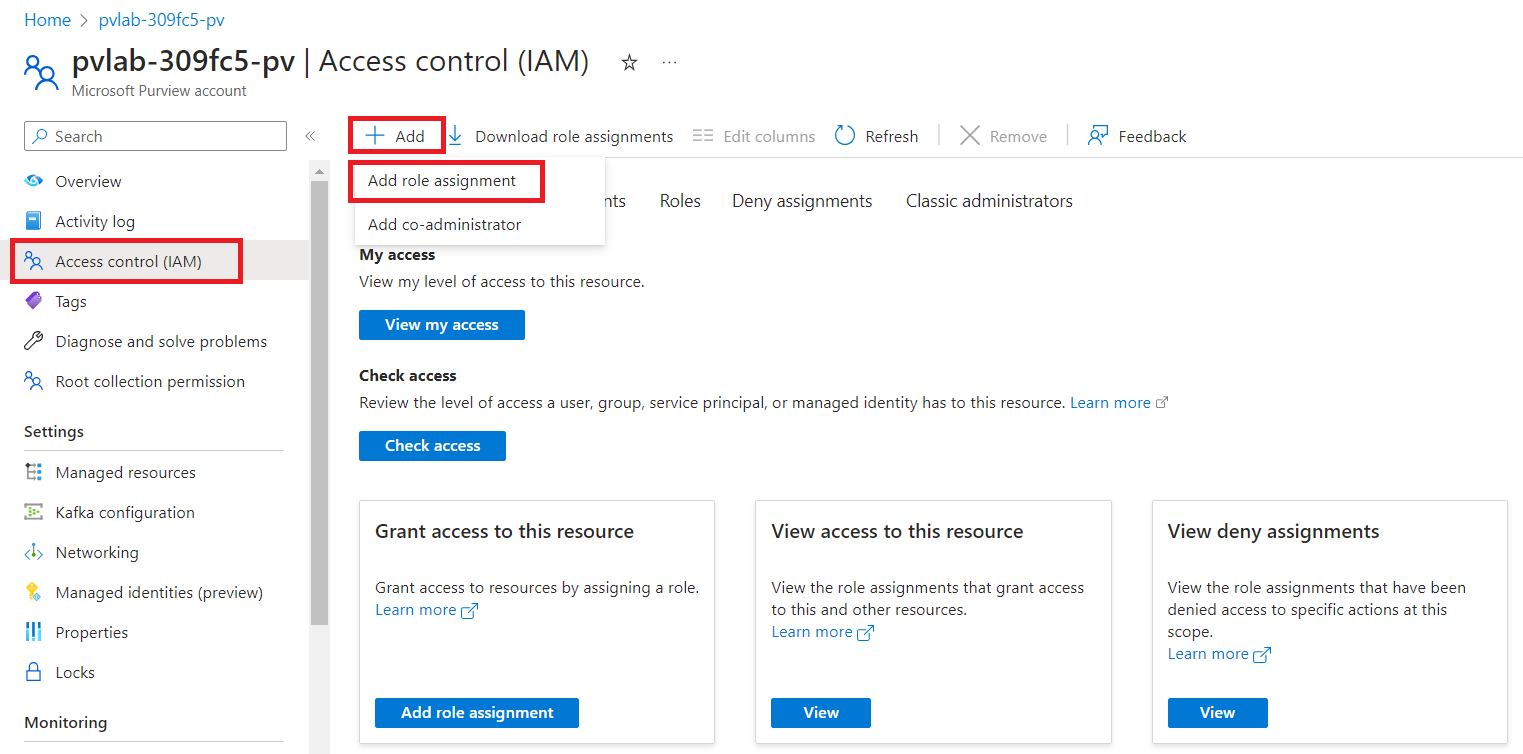 Home > pvlab-309fc5-pv
pvlab-309fc5-pv | Access control (IAM) ☆ ···
Microsoft Purview account
Search «
+ Add Download role assignments Edit columns Refresh Remove Feedback
Add role assignment
Add co-administrator
nts Roles Deny assignments Classic administrators
Overview
Activity log
Access control (IAM)
Tags
Diagnose and solve problems
Root collection permission
Settings
Managed resources
Kafka configuration
Networking
Managed identities (preview)
Properties
Locks
Monitoring
My access
View my level of access to this resource.
View my access
Check access
Review the level of access a user, group, service principal, or managed identity has to this resource. Learn more
Check access
Grant access to this resource
Grant access to resources by assigning a role.
Learn more
Add role assignment
View access to this resource
View the role assignments that grant access
to this and other resources.
Learn more
View
View deny assignments
View the role assignments that have been
denied access to specific actions at this
scope.
Learn more
View